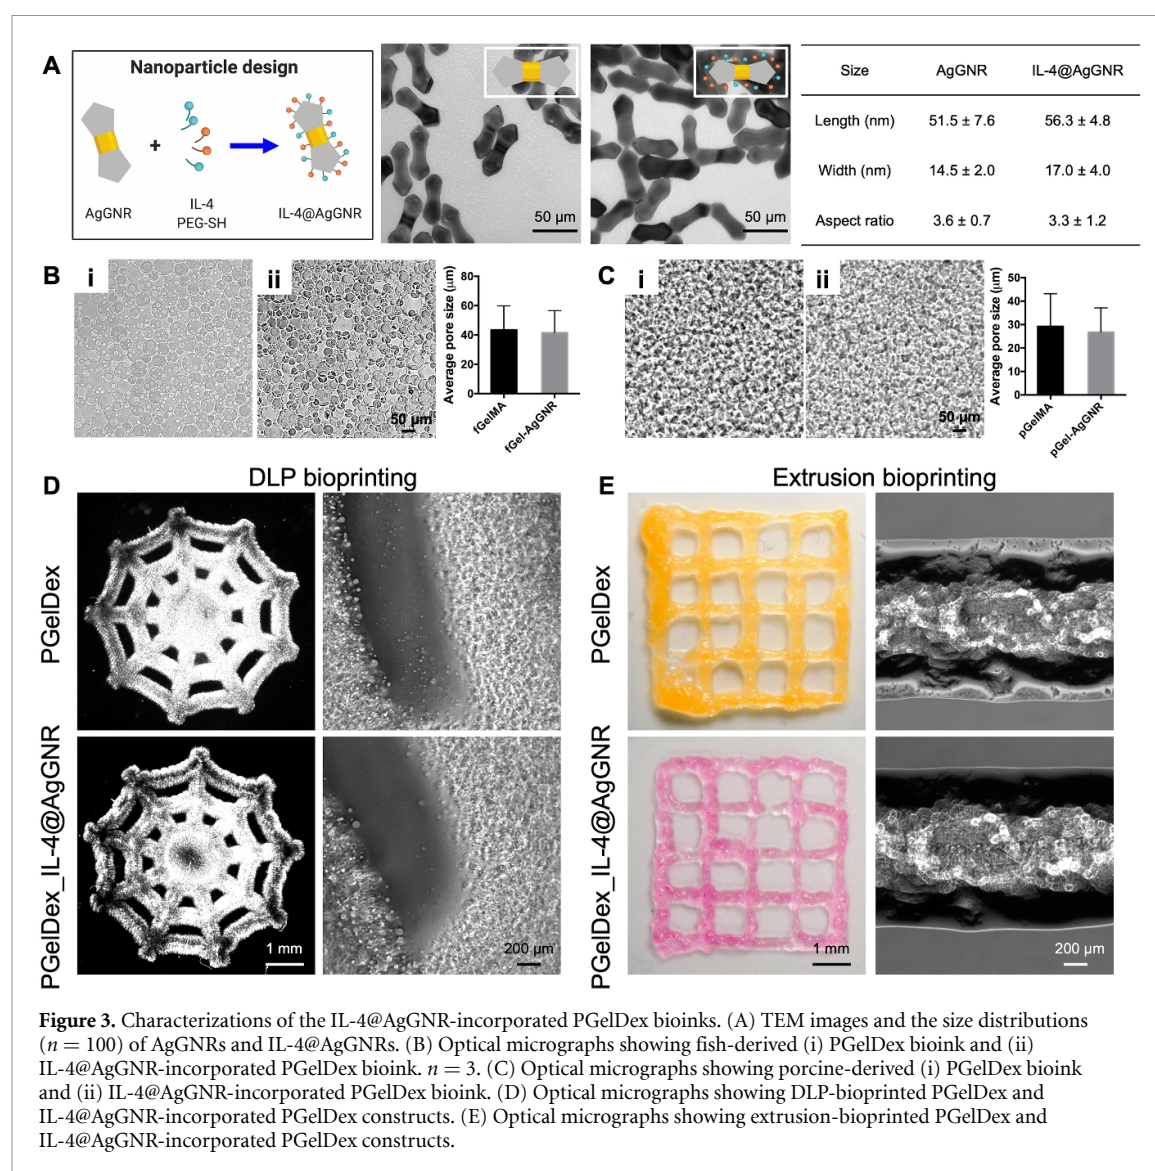 A
Nanoparticle design
+
AgGNR
IL-4
PEG-SH
IL-4@AgGNR
50 µm
50 µm
Size AgGNR IL-4@AgGNR
Length (nm) 51.5 ± 7.6 56.3 ± 4.8
Width (nm) 14.5 ± 2.0 17.0 ± 4.0
Aspect ratio 3.6 ± 0.7 3.3 ± 1.2
B
i
ii
50 µm
Average pore size (µm)
80
60
40
20
0
fGelMA
fGel-AgGNR
C
i
ii
50 µm
Average pore size (µm)
50
40
30
20
10
0
pGelMA
pGel-AgGNR
D
DLP bioprinting
PGelDex
PGelDex_IL-4@AgGNR
1 mm
200 µm
E
Extrusion bioprinting
PGelDex
PGelDex_IL-4@AgGNR
1 mm
200 µm
Figure 3. Characterizations of the IL-4@AgGNR-incorporated PGelDex bioinks. (A) TEM images and the size distributions
(n = 100) of AgGNRs and IL-4@AgGNRs. (B) Optical micrographs showing fish-derived (i) PGelDex bioink and (ii)
IL-4@AgGNR-incorporated PGelDex bioink. n = 3. (C) Optical micrographs showing porcine-derived (i) PGelDex bioink
and (ii) IL-4@AgGNR-incorporated PGelDex bioink. (D) Optical micrographs showing DLP-bioprinted PGelDex and
IL-4@AgGNR-incorporated PGelDex constructs. (E) Optical micrographs showing extrusion-bioprinted PGelDex and
IL-4@AgGNR-incorporated PGelDex constructs.